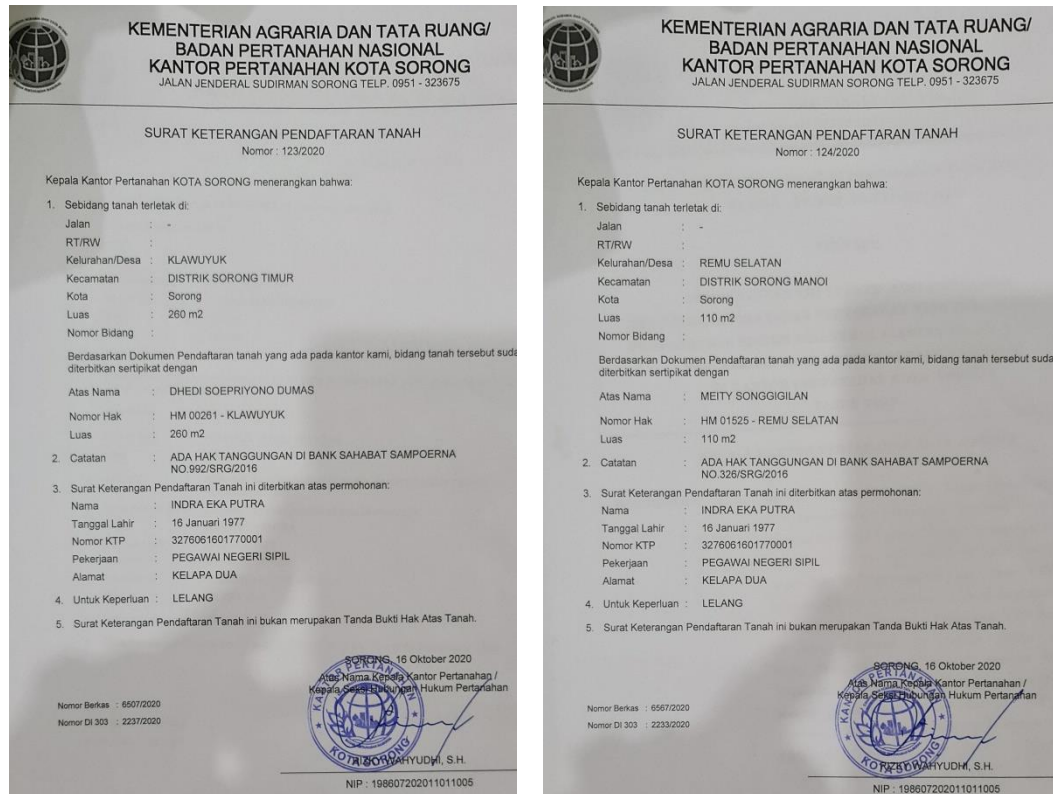 KEMENTERIAN AGRARIA DAN TATA RUANG/
BADAN PERTANAHAN NASIONAL
KANTOR PERTANAHAN KOTA SORONG
JALAN JENDERAL SUDIRMAN SORONG TELP. 0951 - 323675
SURAT KETERANGAN PENDAFTARAN TANAH
Nomor : 123/2020
Kepala Kantor Pertanahan KOTA SORONG menerangkan bahwa:
1. Sebidang tanah terletak di:
Jalan : -
RT/RW :
Kelurahan/Desa : KLAWUYUK
Kecamatan : DISTRIK SORONG TIMUR
Kota : Sorong
Luas : 260 m2
Nomor Bidang :
Berdasarkan Dokumen Pendaftaran tanah yang ada pada kantor kami, bidang tanah tersebut suda
diterbitkan sertipikat dengan
Atas Nama : DHEDI SOEPRIYONO DUMAS
Nomor Hak : HM 00261 - KLAWUYUK
Luas : 260 m2
2. Catatan : ADA HAK TANGGUNGAN DI BANK SAHABAT SAMPOERNA
NO.992/SRG/2016
3. Surat Keterangan Pendaftaran Tanah ini diterbitkan atas permohonan:
Nama : INDRA EKA PUTRA
Tanggal Lahir : 16 Januari 1977
Nomor KTP : 3276061601770001
Pekerjaan : PEGAWAI NEGERI SIPIL
Alamat : KELAPA DUA
4. Untuk Keperluan : LELANG
5. Surat Keterangan Pendaftaran Tanah ini bukan merupakan Tanda Bukti Hak Atas Tanah.
SORONG, 16 Oktober 2020
Atas Nama Kepala Kantor Pertanahan /
Kepala Seksi Hubungan Hukum Pertanahan
Nomor Berkas : 6507/2020
Nomor DI 303 : 2237/2020
KANTOR PERTANAHAN
KOTA SORONG
RIZKY WAHYUDHI, S.H.
NIP : 198607202011011005
KEMENTERIAN AGRARIA DAN TATA RUANG/
BADAN PERTANAHAN NASIONAL
KANTOR PERTANAHAN KOTA SORONG
JALAN JENDERAL SUDIRMAN SORONG TELP. 0951 - 323675
SURAT KETERANGAN PENDAFTARAN TANAH
Nomor : 124/2020
Kepala Kantor Pertanahan KOTA SORONG menerangkan bahwa:
1. Sebidang tanah terletak di:
Jalan : -
RT/RW :
Kelurahan/Desa : REMU SELATAN
Kecamatan : DISTRIK SORONG MANOI
Kota : Sorong
Luas : 110 m2
Nomor Bidang :
Berdasarkan Dokumen Pendaftaran tanah yang ada pada kantor kami, bidang tanah tersebut suda
diterbitkan sertipikat dengan
Atas Nama : MEITY SONGGIGILAN
Nomor Hak : HM 01525 - REMU SELATAN
Luas : 110 m2
2. Catatan : ADA HAK TANGGUNGAN DI BANK SAHABAT SAMPOERNA
NO.326/SRG/2016
3. Surat Keterangan Pendaftaran Tanah ini diterbitkan atas permohonan:
Nama : INDRA EKA PUTRA
Tanggal Lahir : 16 Januari 1977
Nomor KTP : 3276061601770001
Pekerjaan : PEGAWAI NEGERI SIPIL
Alamat : KELAPA DUA
4. Untuk Keperluan : LELANG
5. Surat Keterangan Pendaftaran Tanah ini bukan merupakan Tanda Bukti Hak Atas Tanah.
SORONG, 16 Oktober 2020
Atas Nama Kepala Kantor Pertanahan /
Kepala Seksi Hubungan Hukum Pertanahan
Nomor Berkas : 6567/2020
Nomor DI 303 : 2233/2020
KANTOR PERTANAHAN
KOTA SORONG
RIZKY WAHYUDHI, S.H.
NIP : 198607202011011005